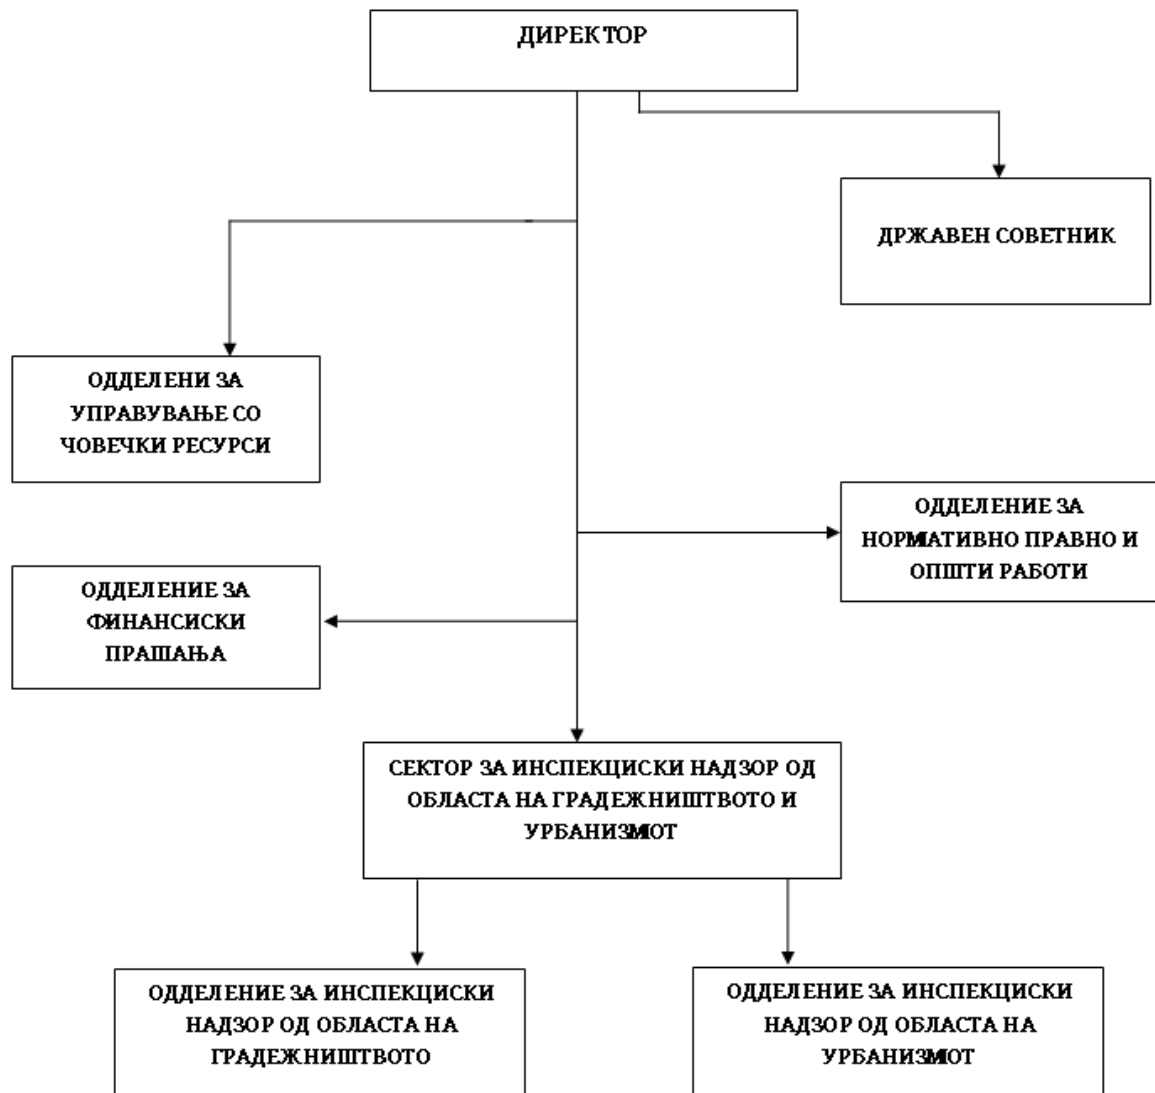 ДИРЕКТОР
ДРЖАВЕН СОВЕТНИК
ОДДЕЛЕНИ ЗА
УПРАВУВАЊЕ СО
ЧОВЕЧКИ РЕСУРСИ
ОДДЕЛЕНИЕ ЗА
НОРМАТИВНО ПРАВНО И
ОПШТИ РАБОТИ
ОДДЕЛЕНИЕ ЗА
ФИНАНСИСКИ
ПРАШАЊА
СЕКТОР ЗА ИНСПЕКЦИСКИ НАДЗОР ОД
ОБЛАСТА НА ГРАДЕЖНИШТВОТО И
УРБАНИЗМОТ
ОДДЕЛЕНИЕ ЗА ИНСПЕКЦИСКИ
НАДЗОР ОД ОБЛАСТА НА
ГРАДЕЖНИШТВОТО
ОДДЕЛЕНИЕ ЗА ИНСПЕКЦИСКИ
НАДЗОР ОД ОБЛАСТА НА
УРБАНИЗМОТ